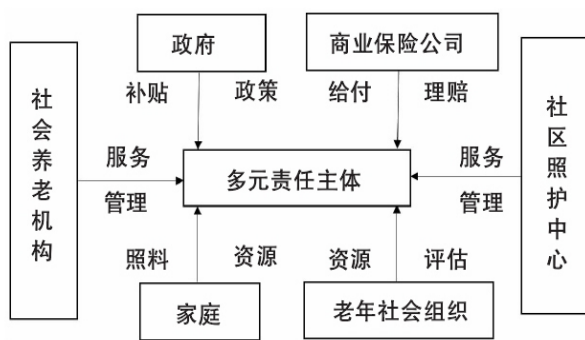 政府
商业保险公司
补贴 政策 给付 理赔
社会养老机构
服务
管理
多元责任主体
服务
管理
社区照护中心
照料 资源 资源 评估
家庭
老年社会组织